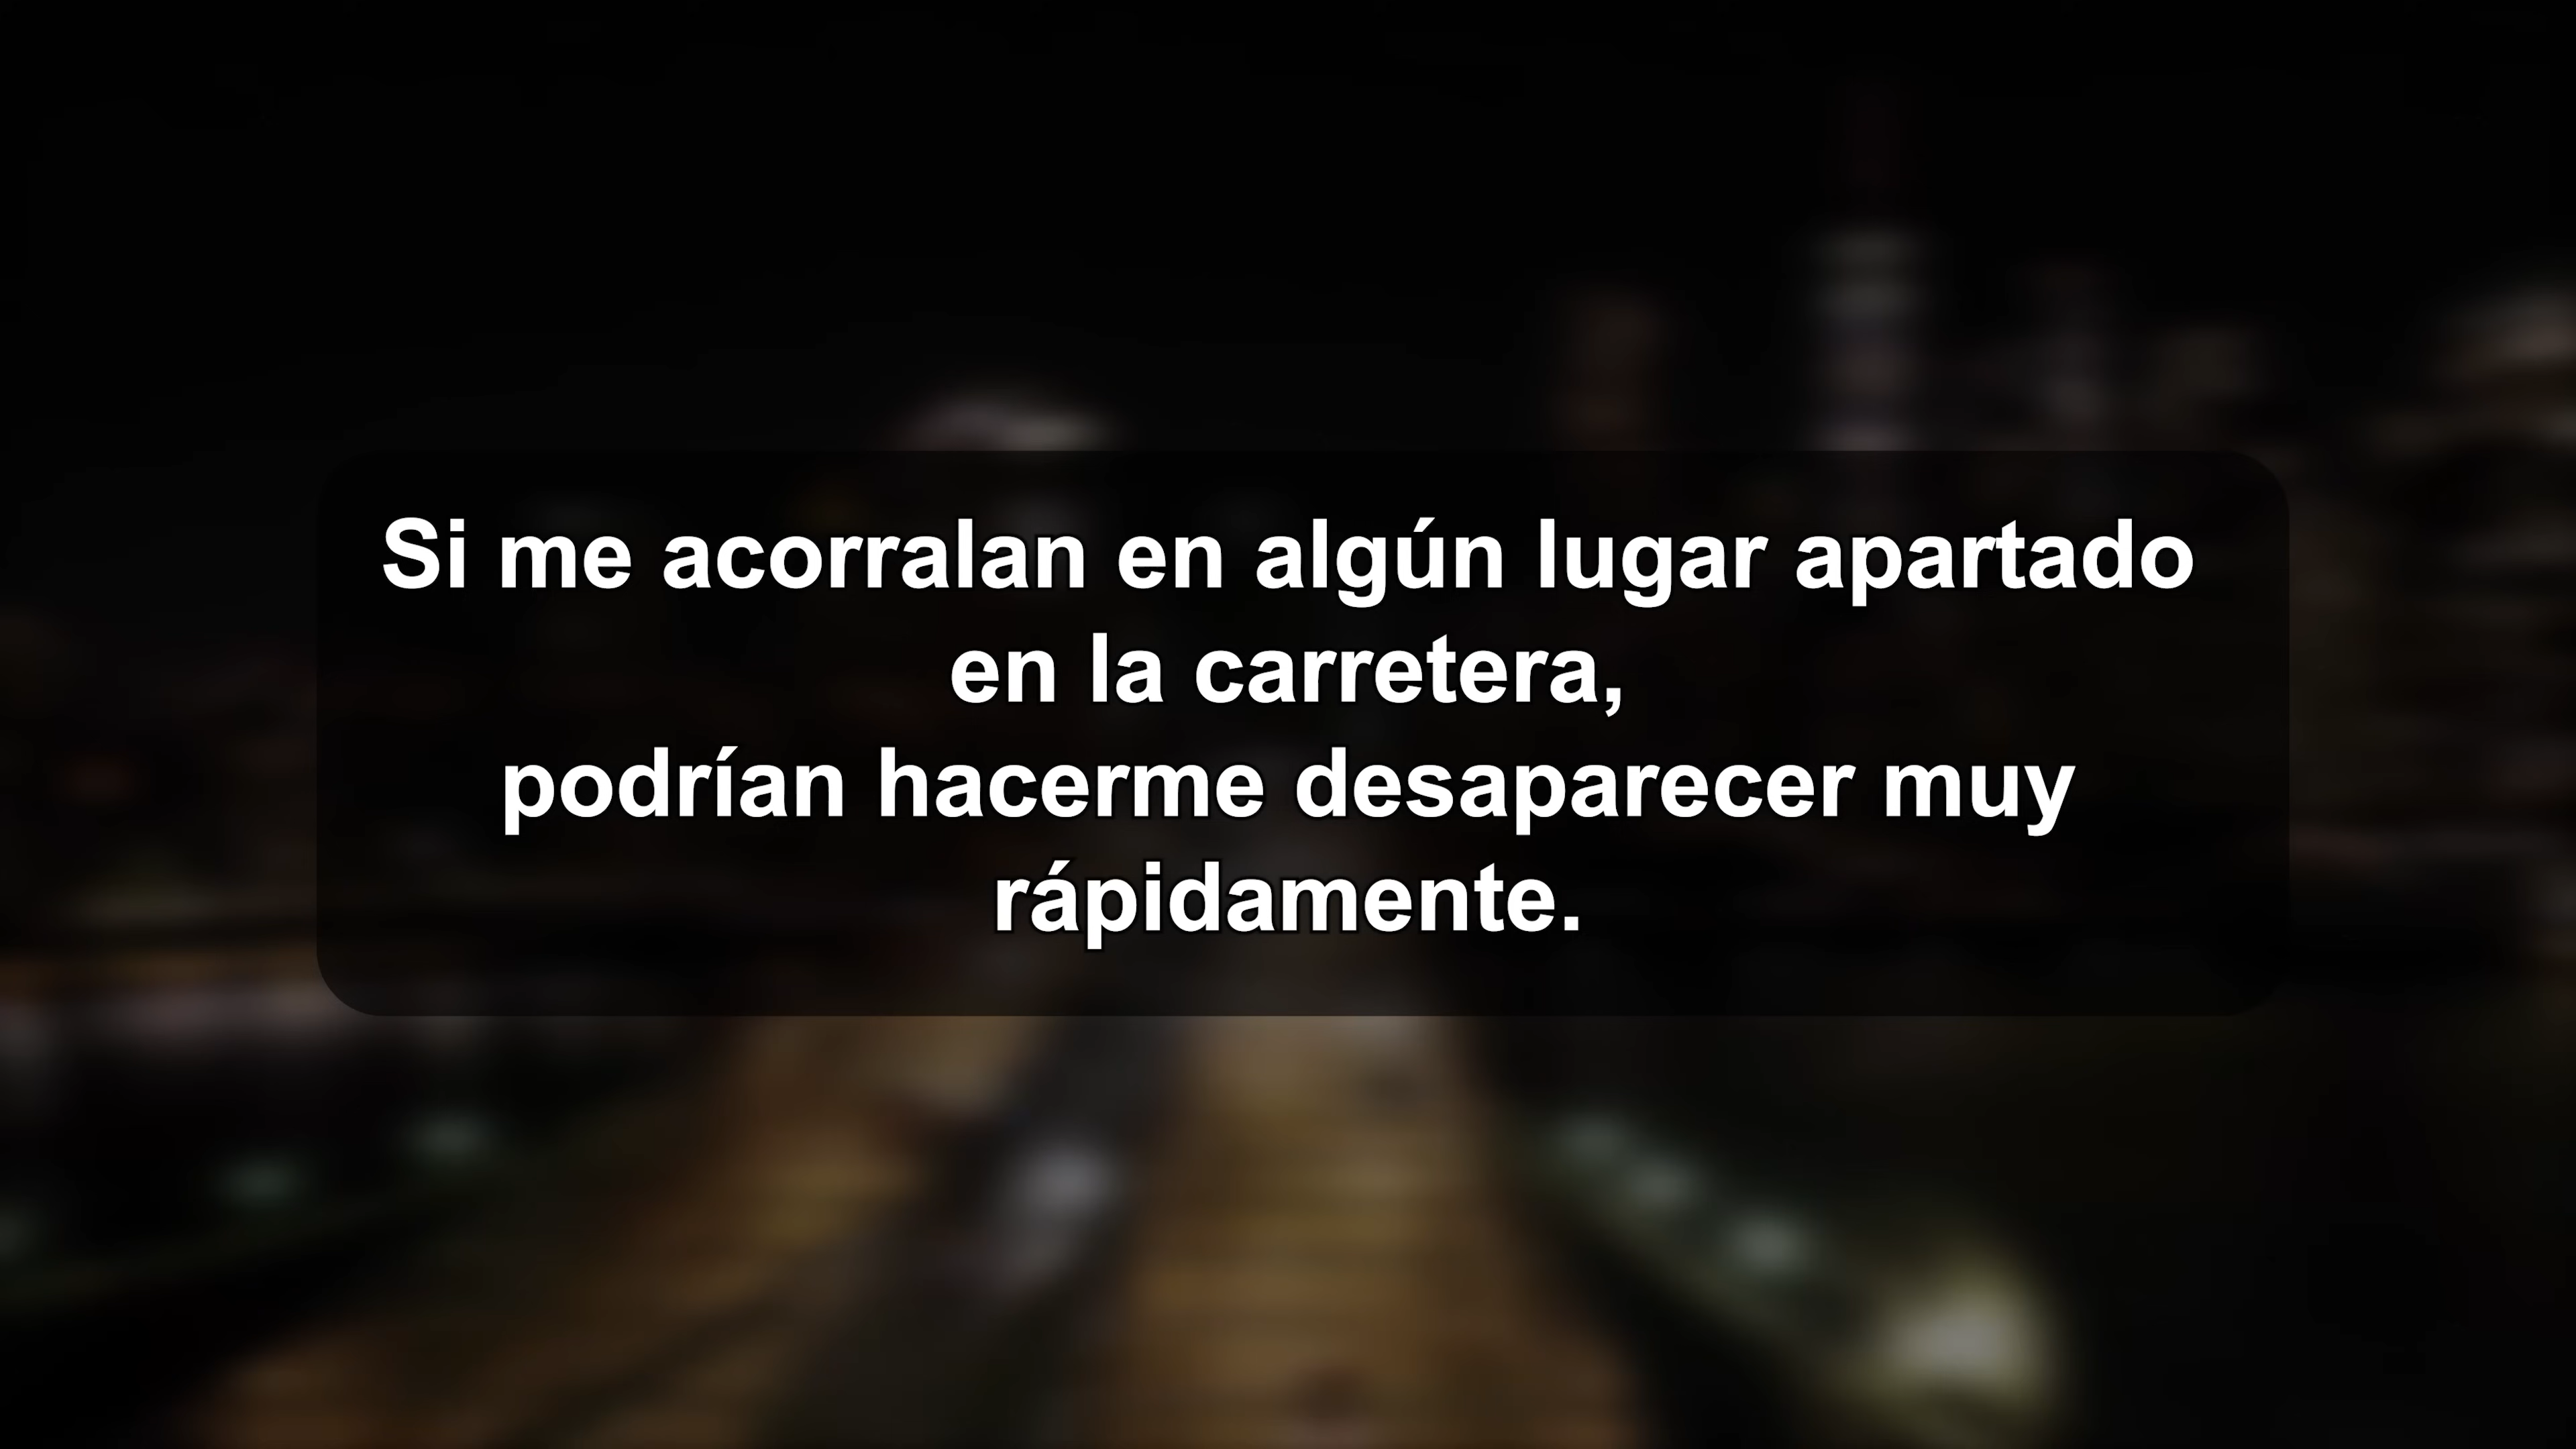 Si me acorralan en algún lugar apartado
en la carretera,
podrían hacerme desaparecer muy
rápidamente.